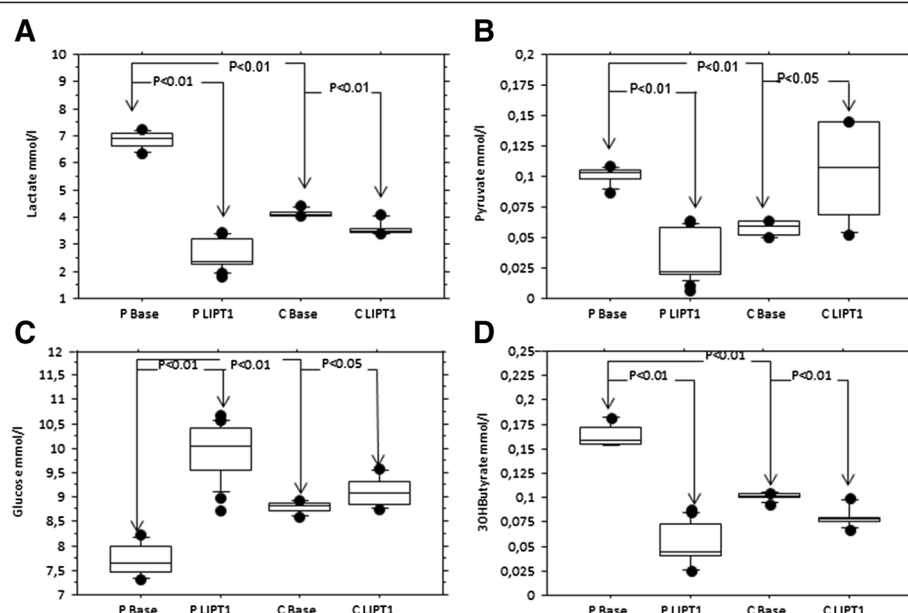 A
B
Lactate mmol/l
10
9
8
7
6
5
4
3
2
1
P<0.01
P<0.01
P<0.01
P Base
P LIPT1
C Base
C LIPT1
Pyruvate mmol/l
0,2
0,175
0,15
0,125
0,1
0,075
0,05
0,025
0
P<0.01
P<0.05
P<0.01
P Base
P LIPT1
C Base
C LIPT1
C
D
Glucose mmol/l
12
11,5
11
10,5
10
9,5
9
8,5
8
7,5
7
P<0.01
P<0.01
P<0.05
P Base
P LIPT1
C Base
C LIPT1
3OHButyrate mmol/l
0,25
0,225
0,2
0,175
0,15
0,125
0,1
0,075
0,05
0,025
0
P<0.01
P<0.01
P<0.01
P Base
P LIPT1
C Base
C LIPT1